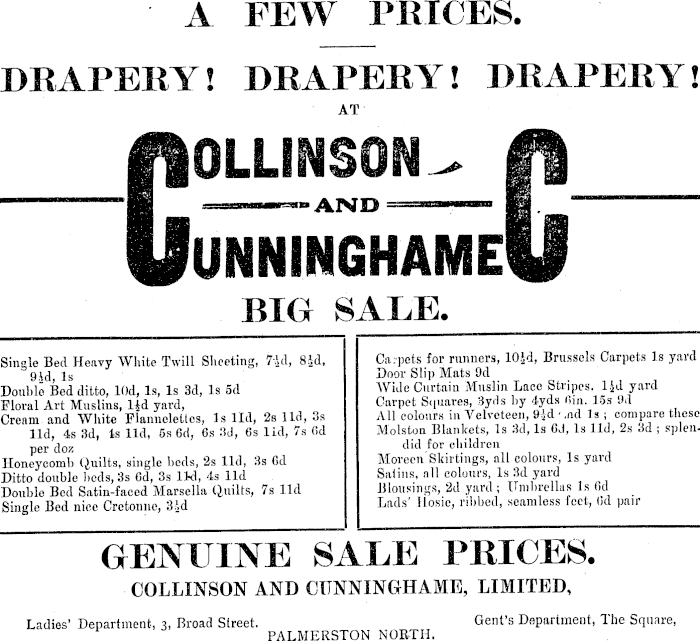 A FEW PRICES.
DRAPERY! DRAPERY! DRAPERY!
AT
COLLINSON
AND
CUNNINGHAME
BIG SALE.
Single Bed Heavy White Twill Sheeting, 7½d, 8½d,
9½d, 1s
Double Bed ditto, 10d, 1s, 1s 3d, 1s 5d
Floral Art Muslins, 1½d yard,
Cream and White Flannelettes, 1s 11d, 2s 11d, 3s
11d, 4s 3d, 4s 11d, 5s 6d, 6s 3d, 6s 11d, 7s 6d
per doz
Honeycomb Quilts, single beds, 2s 11d, 3s 6d
Ditto double beds, 3s 6d, 3s 11d, 4s 11d
Double Bed Satin-faced Marsella Quilts, 7s 11d
Single Bed nice Cretonne, 3½d
Carpets for runners, 10½d, Brussels Carpets 1s yard
Door Slip Mats 9d
Wide Curtain Muslin Lace Stripes. 1½d yard
Carpet Squares, 3yds by 4yds 6in. 15s 9d
All colours in Velveteen, 9½d and 1s ; compare these
Molston Blankets, 1s 3d, 1s 6d, 1s 11d, 2s 3d ; splen-
did for children
Moreen Skirtings, all colours, 1s yard
Satins, all colours, 1s 3d yard
Blousings, 2d yard ; Umbrellas 1s 6d
Lads' Hosie, ribbed, seamless feet, 6d pair
GENUINE SALE PRICES.
COLLINSON AND CUNNINGHAME, LIMITED,
Ladies' Department, 3, Broad Street.
Gent's Department, The Square,
PALMERSTON NORTH.